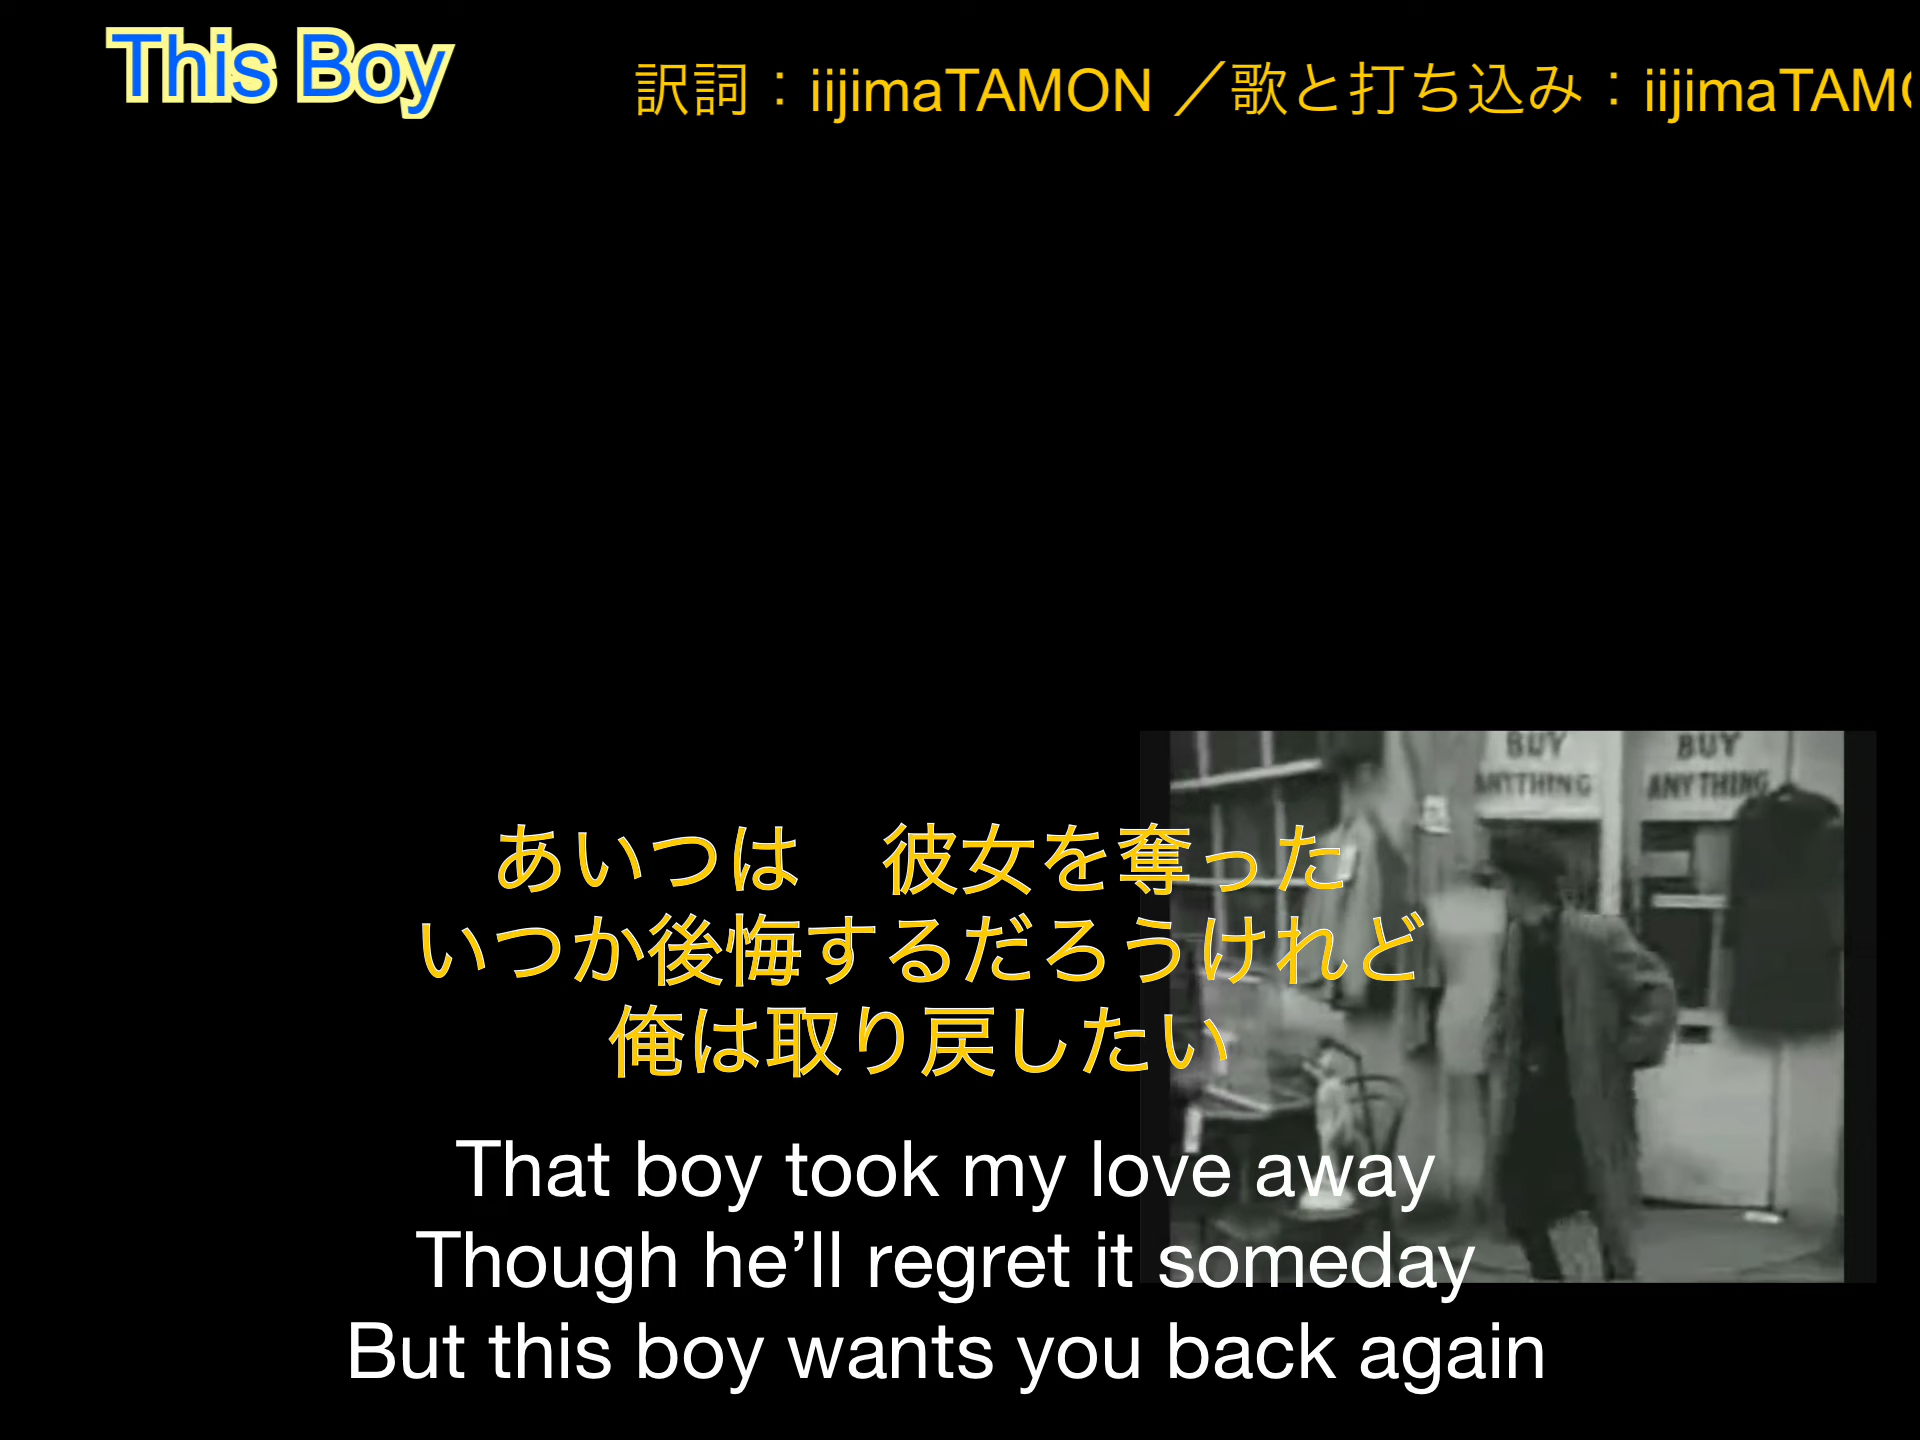 This Boy
訳詞：iijimaTAMON ／歌と打ち込み：iijimaTAM
BUY
ANYTHING
BUY
ANYTHING
あいつは　彼女を奪った
いつか後悔するだろうけれど
俺は取り戻したい
That boy took my love away
Though he’ll regret it someday
But this boy wants you back again